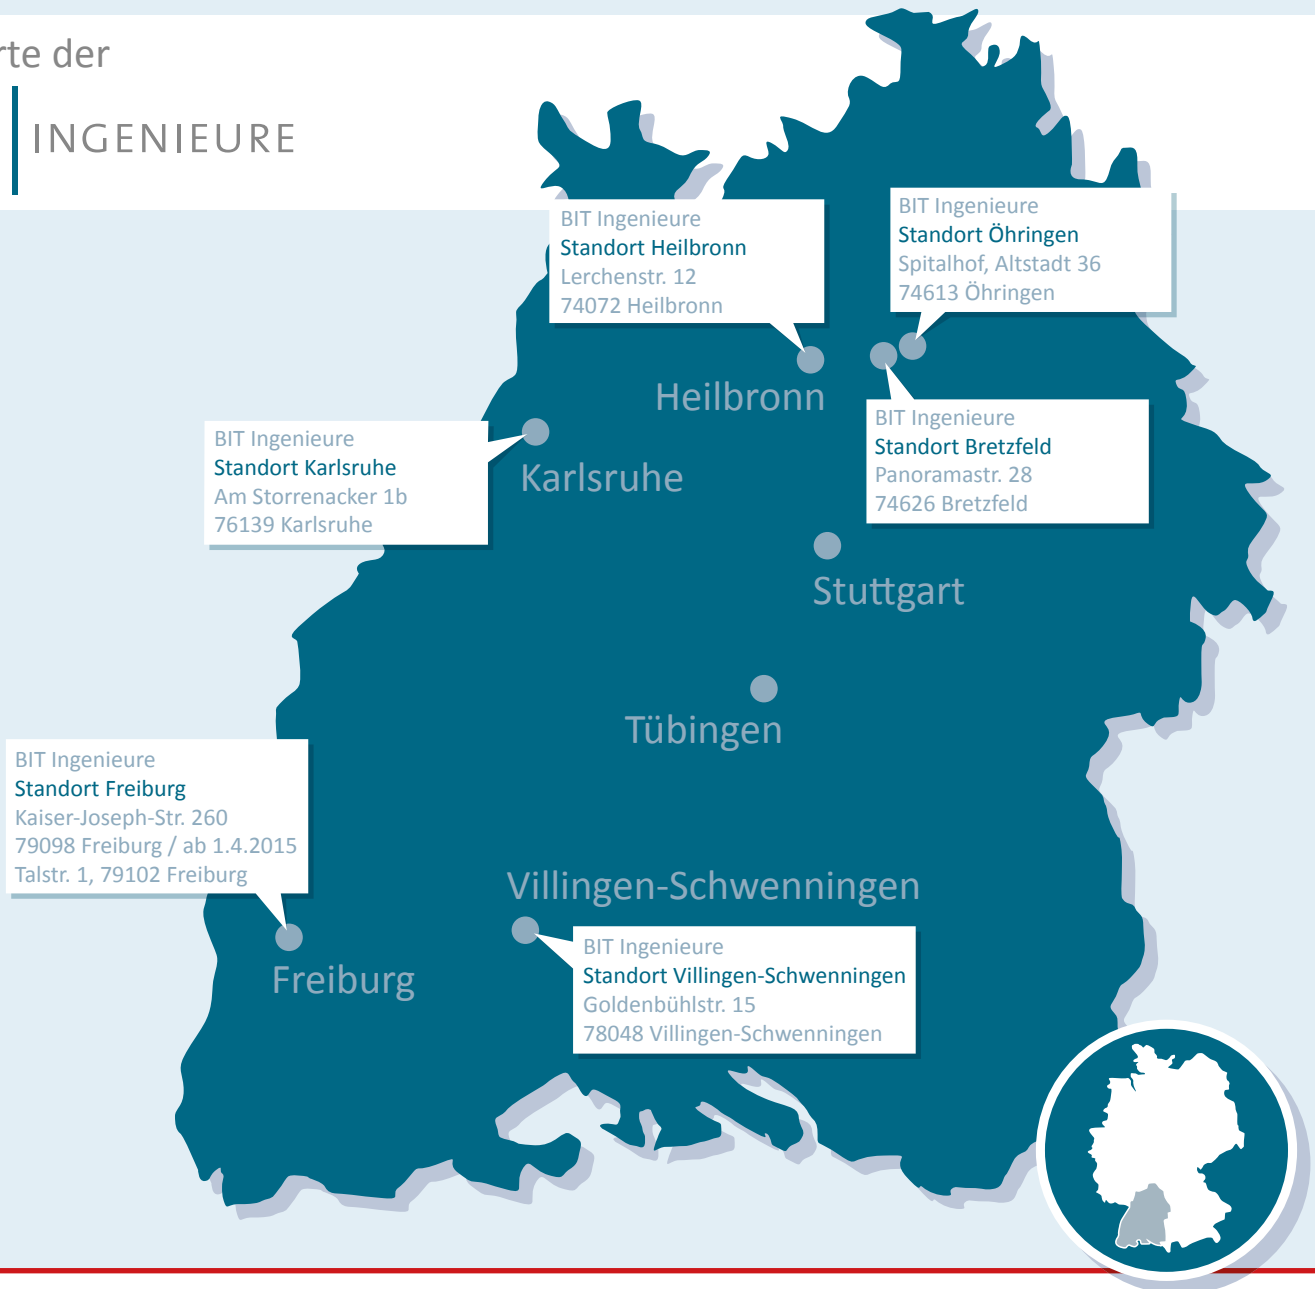 rte der
INGENIEURE
BIT Ingenieure
Standort Heilbronn
Lerchenstr. 12
74072 Heilbronn
BIT Ingenieure
Standort Öhringen
Spitalhof, Altstadt 36
74613 Öhringen
Heilbronn
BIT Ingenieure
Standort Bretzfeld
Panoramastr. 28
74626 Bretzfeld
BIT Ingenieure
Standort Karlsruhe
Am Storrenacker 1b
76139 Karlsruhe
Karlsruhe
Stuttgart
Tübingen
BIT Ingenieure
Standort Freiburg
Kaiser-Joseph-Str. 260
79098 Freiburg / ab 1.4.2015
Talstr. 1, 79102 Freiburg
Freiburg
Villingen-Schwenningen
BIT Ingenieure
Standort Villingen-Schwenningen
Goldenbühlstr. 15
78048 Villingen-Schwenningen